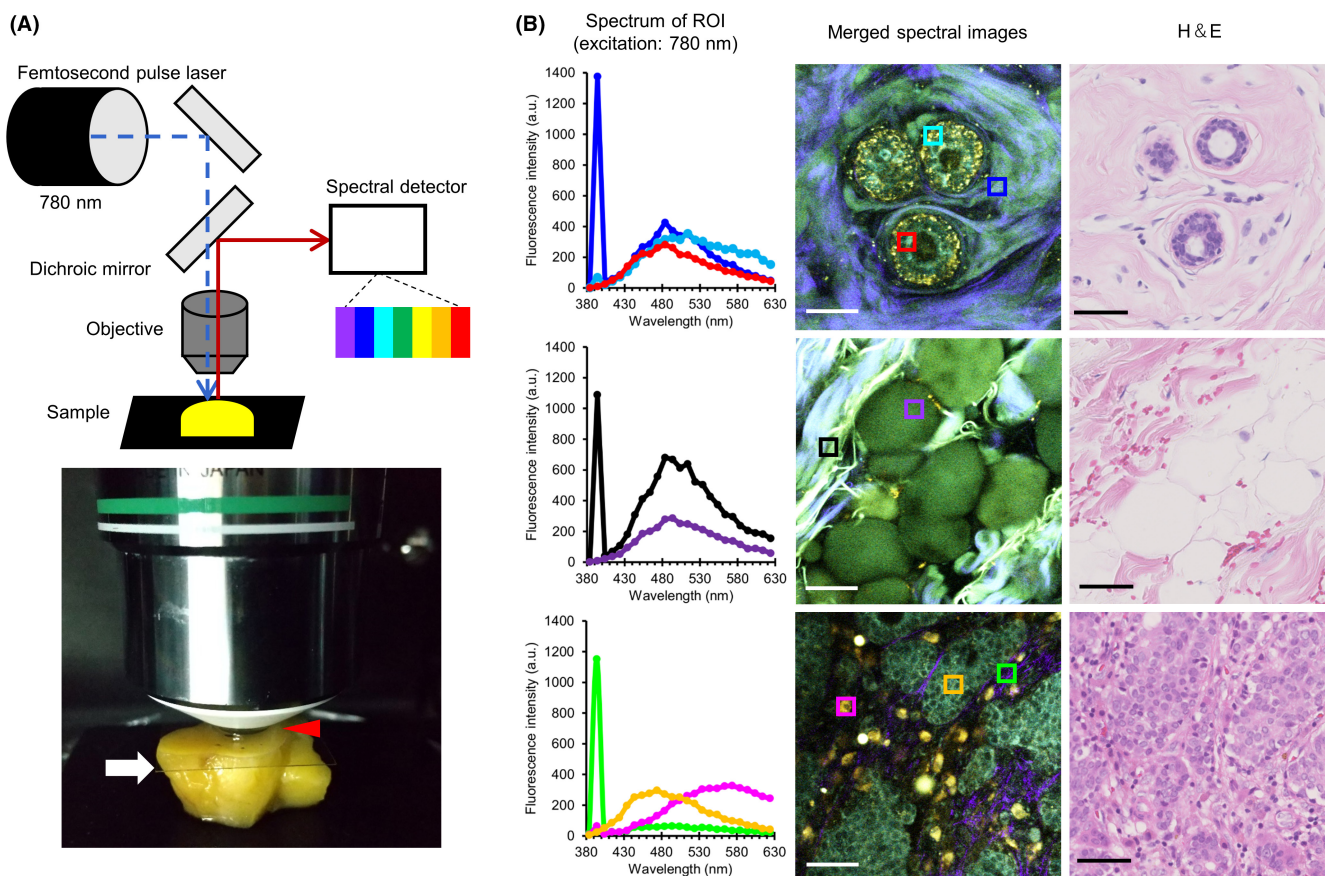 (A)
Femtosecond pulse laser
780 nm
Spectral detector
Dichroic mirror
Objective
Sample
JAPAN
(B)
Spectrum of ROI
(excitation: 780 nm)
Merged spectral images
H & E
Fluorescence intensity (a.u.)
1400
1200
1000
800
600
400
200
0
380 430 480 530 580 630
Wavelength (nm)
Fluorescence intensity (a.u.)
1400
1200
1000
800
600
400
200
0
380 430 480 530 580 630
Wavelength (nm)
Fluorescence intensity (a.u.)
1400
1200
1000
800
600
400
200
0
380 430 480 530 580 630
Wavelength (nm)